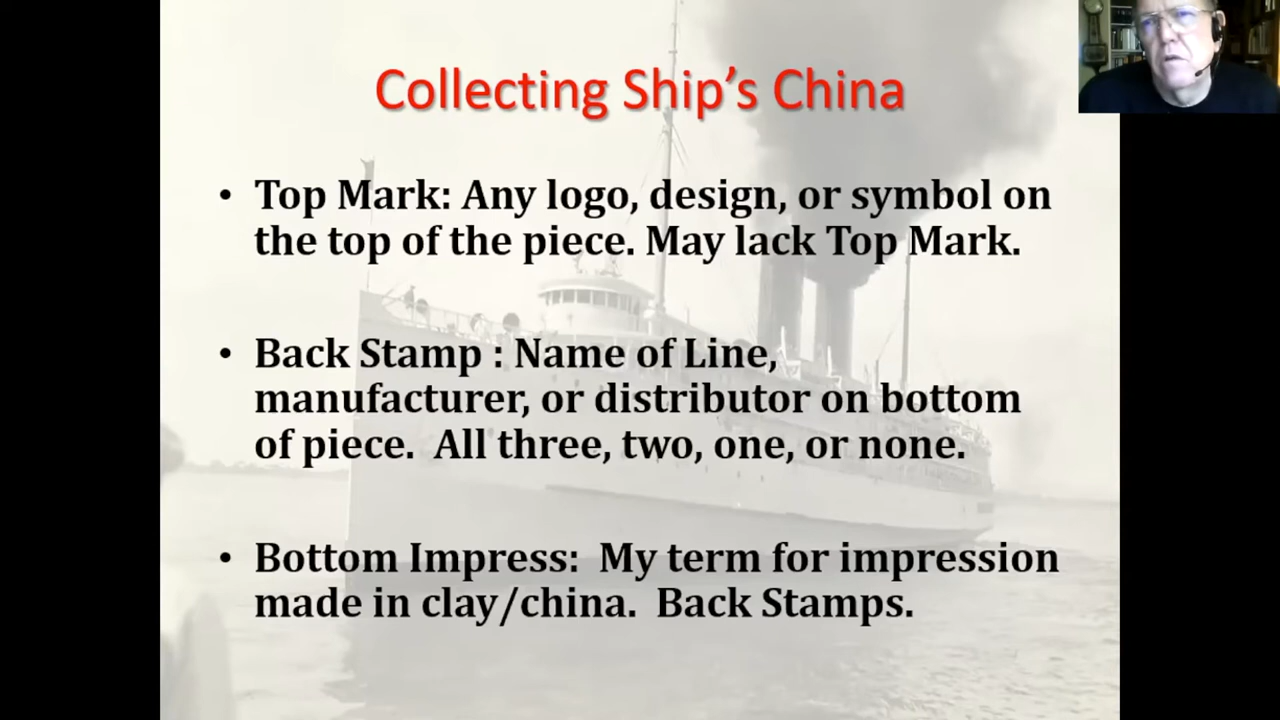 Collecting Ship’s China
• Top Mark: Any logo, design, or symbol on
the top of the piece. May lack Top Mark.
• Back Stamp : Name of Line,
manufacturer, or distributor on bottom
of piece.  All three, two, one, or none.
• Bottom Impress:  My term for impression
made in clay/china.  Back Stamps.